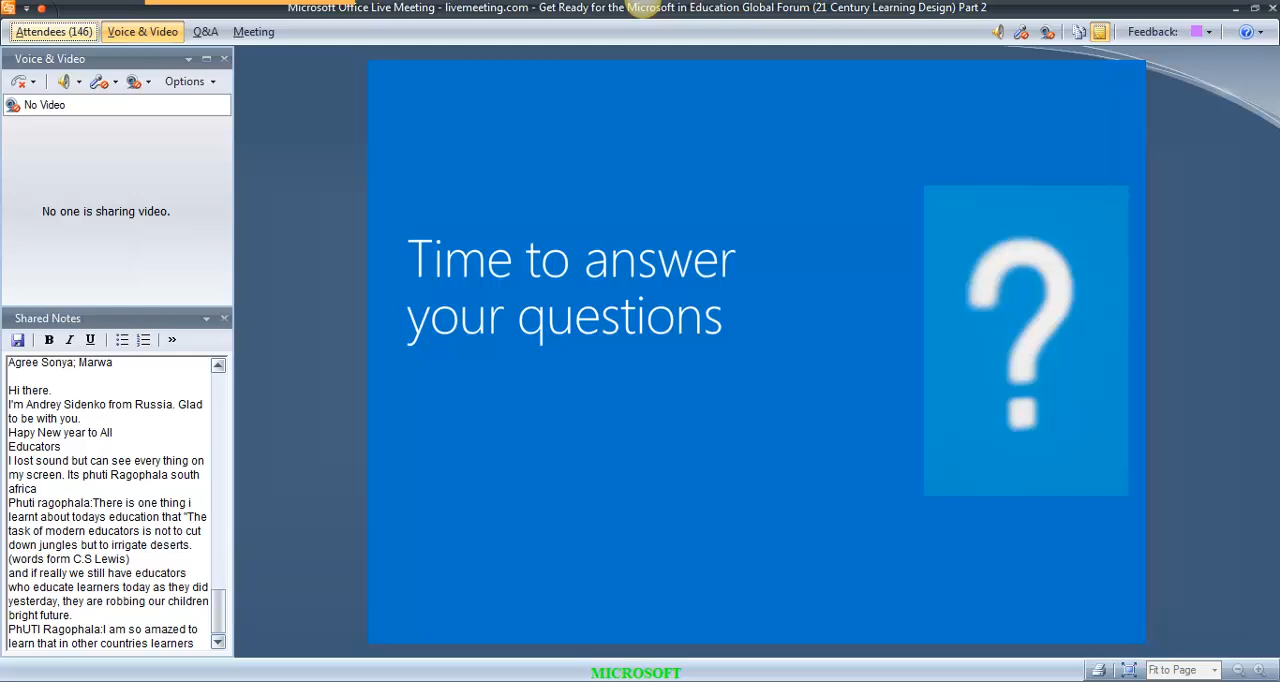 Microsoft Office Live Meeting - livemeeting.com - Get Ready for the Microsoft in Education Global Forum (21 Century Learning Design) Part 2
Attendees (146) Voice & Video Q&A Meeting Feedback:
Voice & Video
Options
No Video
No one is sharing video.
Shared Notes
B I U »
Agree Sonya; Marwa
Hi there.
I'm Andrey Sidenko from Russia. Glad
to be with you.
Hapy New year to All
Educators
I lost sound but can see every thing on
my screen. Its phuti Ragophala south
africa
Phuti ragophala:There is one thing i
learnt about todays education that "The
task of modern educators is not to cut
down jungles but to irrigate deserts.
(words form C.S Lewis)
and if really we still have educators
who educate learners today as they did
yesterday, they are robbing our children
bright future.
PhUTI Ragophala:I am so amazed to
learn that in other countries learners
Time to answer
your questions
?
MICROSOFT
Fit to Page